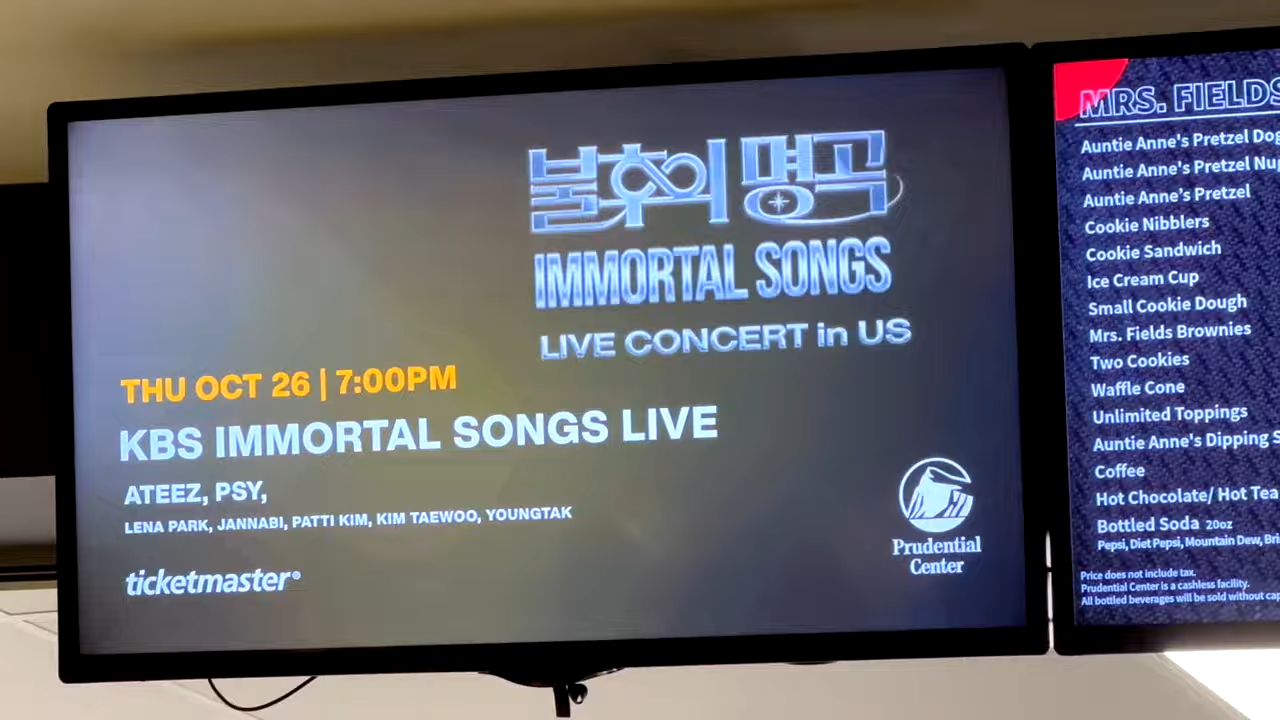 불후의 명곡
IMMORTAL SONGS
LIVE CONCERT in US
THU OCT 26 | 7:00PM
KBS IMMORTAL SONGS LIVE
ATEEZ, PSY,
LENA PARK, JANNABI, PATTI KIM, KIM TAEWOO, YOUNGTAK
ticketmaster®
Prudential
Center
MRS. FIELDS
Auntie Anne's Pretzel
Auntie Anne's Pretzel
Auntie Anne's Pretzel
Cookie Nibblers
Cookie Sandwich
Ice Cream Cup
Small Cookie Dough
Mrs. Fields Brownies
Two Cookies
Waffle Cone
Unlimited Toppings
Auntie Anne's Dipping
Coffee
Hot Chocolate/ Hot Tea
Bottled Soda 20oz
Pepsi, Diet Pepsi, Mountain Dew,
Price does not include tax.
Prudential Center is a cashless facility.
All bottled beverages will be sold without